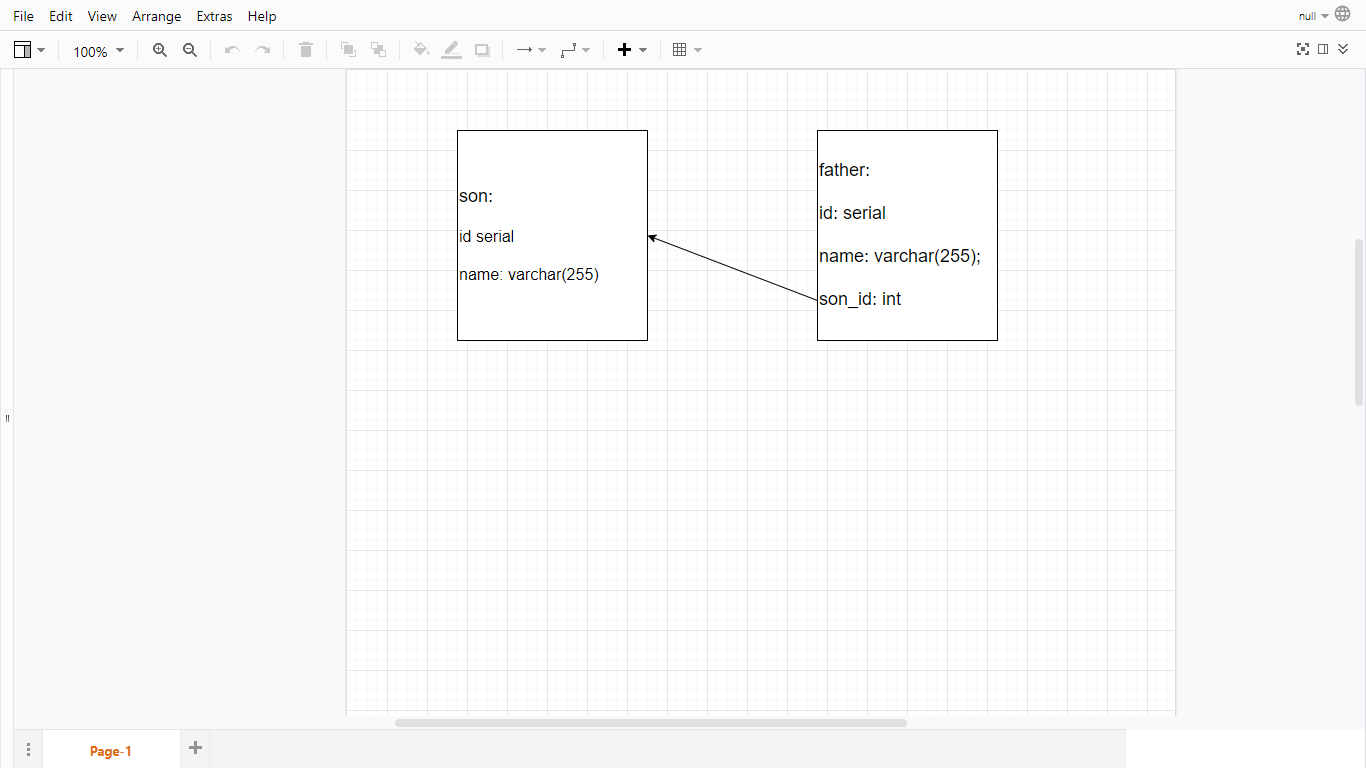 File Edit View Arrange Extras Help
null
100%
son:
id serial
name: varchar(255)
father:
id: serial
name: varchar(255);
son_id: int
Page-1